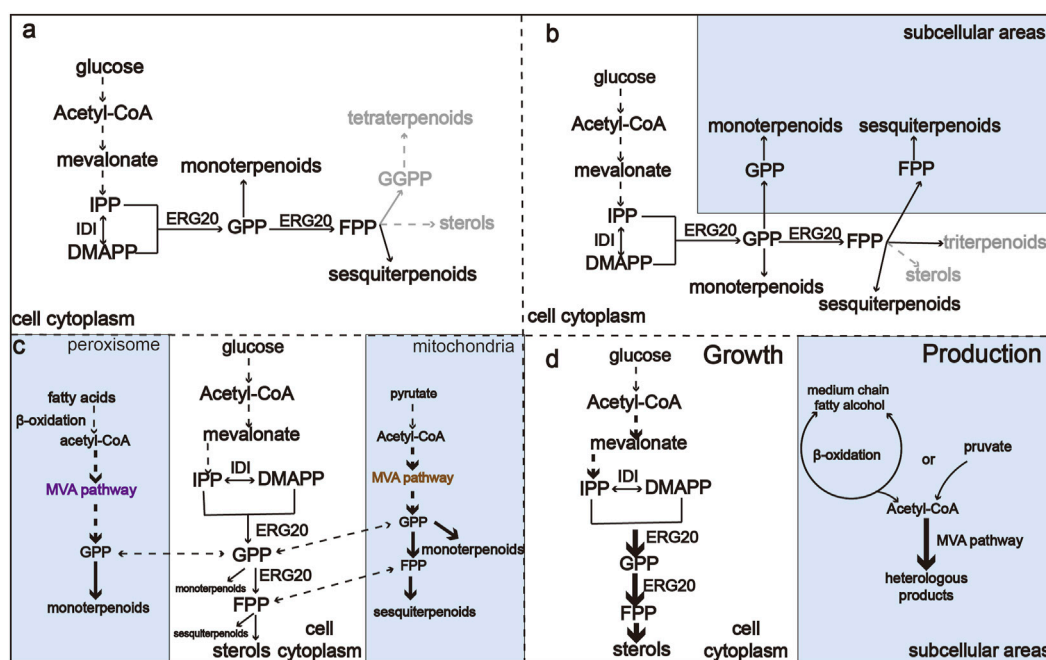 a
glucose
Acetyl-CoA
mevalonate
IPP
IDI
DMAPP
ERG20
GPP
monoterpenoids
ERG20
FPP
GGPP
tetraterpenoids
sterols
sesquiterpenoids
cell cytoplasm
b
subcellular areas
glucose
Acetyl-CoA
mevalonate
IPP
IDI
DMAPP
ERG20
GPP
ERG20
FPP
monoterpenoids
GPP
sesquiterpenoids
FPP
triterpenoids
sterols
monoterpenoids
sesquiterpenoids
cell cytoplasm
c
peroxisome
fatty acids
β-oxidation
acetyl-CoA
MVA pathway
GPP
monoterpenoids
glucose
Acetyl-CoA
mevalonate
IPP
IDI
DMAPP
ERG20
GPP
monoterpenoids
ERG20
FPP
sesquiterpenoids
sterols
cell
cytoplasm
mitochondria
pyrutate
Acetyl-CoA
MVA pathway
GPP
monoterpenoids
FPP
sesquiterpenoids
d
Growth
glucose
Acetyl-CoA
mevalonate
IPP
IDI
DMAPP
ERG20
GPP
ERG20
FPP
sterols
cell
cytoplasm
Production
medium chain
fatty alcohol
β-oxidation
or
pruvate
Acetyl-CoA
MVA pathway
heterologous
products
subcellular areas